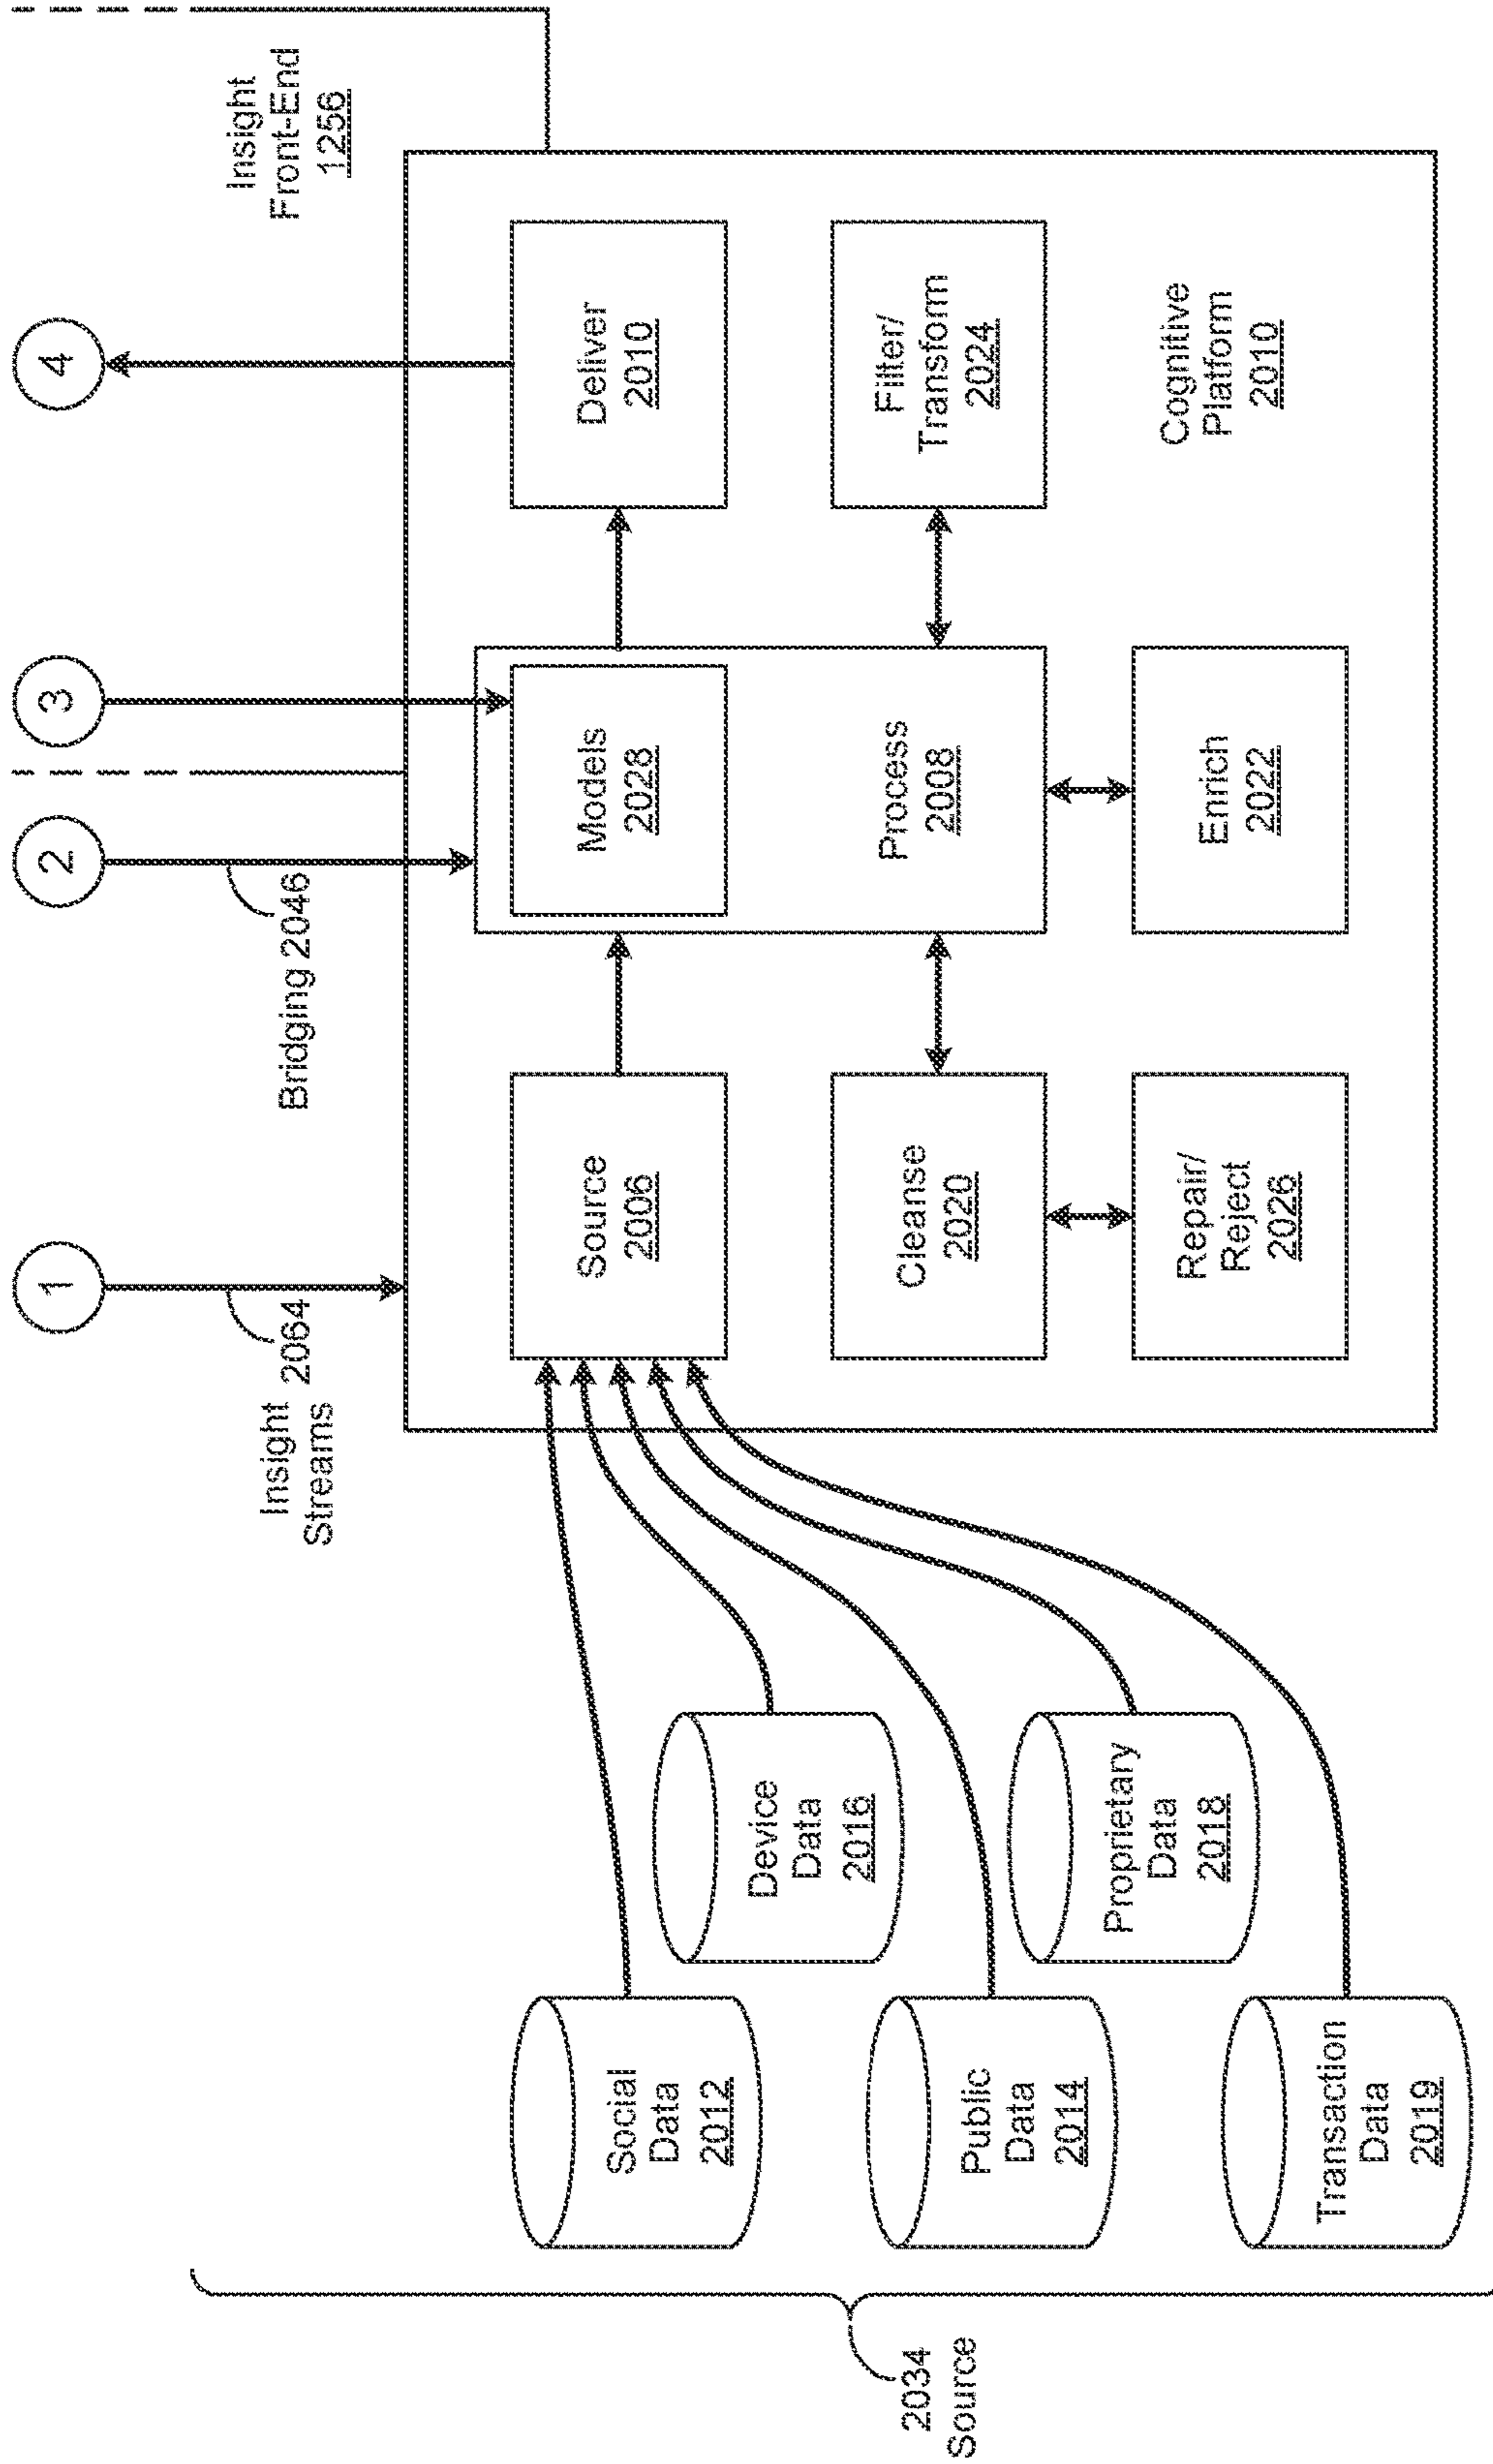 1
2
3
4
Insight
Streams
2064
Bridging 2046
Insight
Front-End
1256
Source
2006
Models
2028
Process
2008
Deliver
2010
Cleanse
2020
Filter/
Transform
2024
Repair/
Reject
2026
Enrich
2022
Cognitive
Platform
2010
Social
Data
2012
Device
Data
2016
Public
Data
2014
Proprietary
Data
2018
Transaction
Data
2019
2034
Source